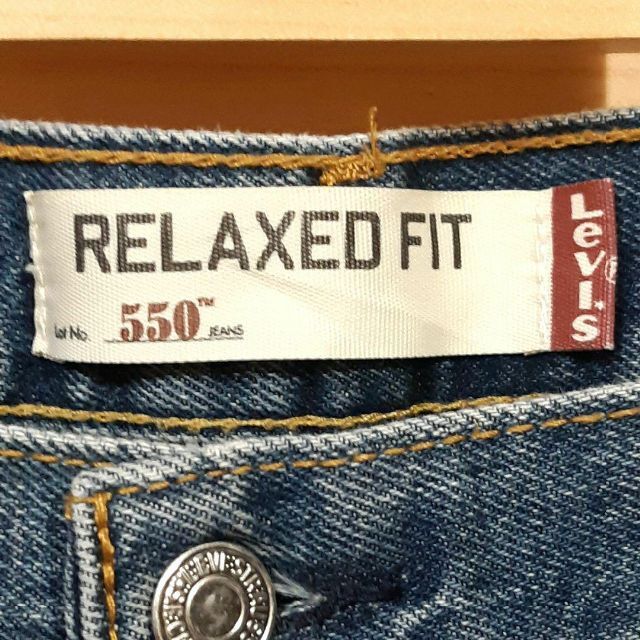 RELAXED FIT
Lot No. 550™ JEANS
Levi's